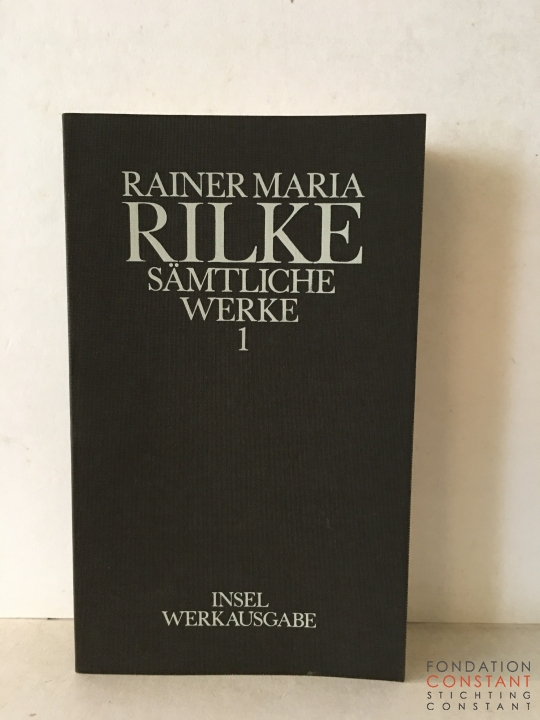 RAINER MARIA
RILKE
SÄMTLICHE
WERKE
1
INSEL
WERKAUSGABE
FONDATION
CONSTANT
STICHTING
CONSTANT